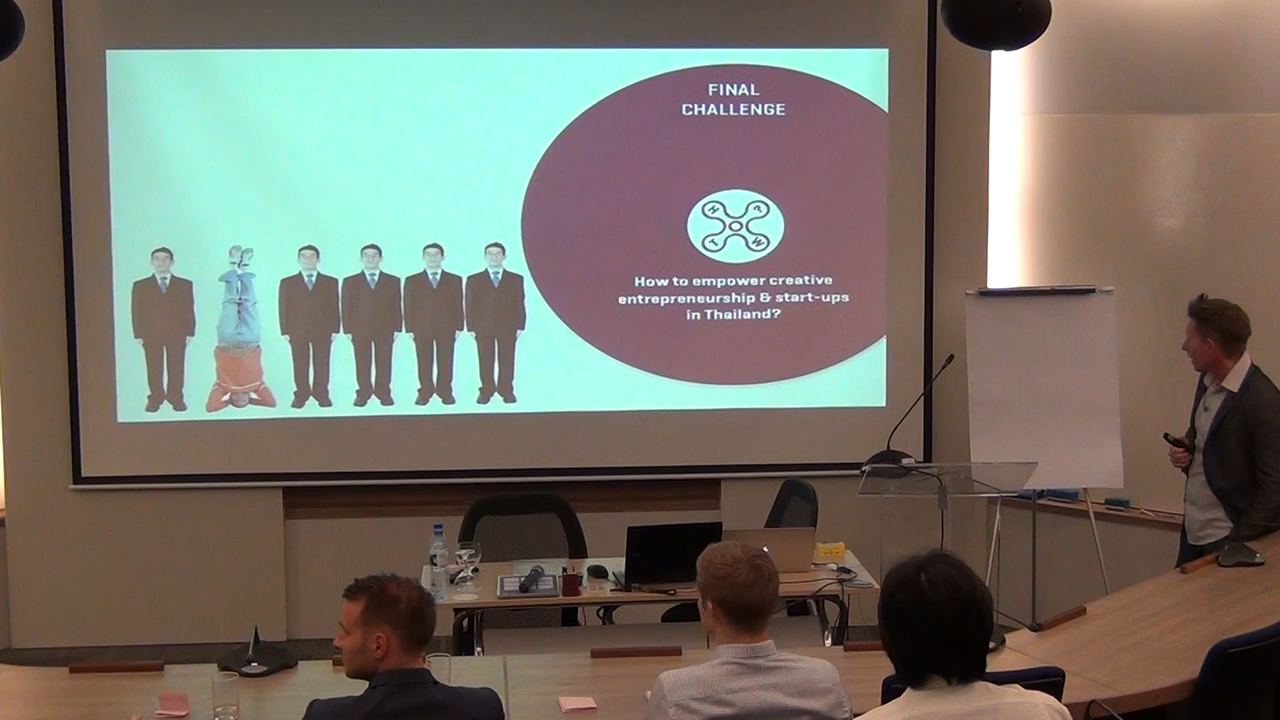 FINAL
CHALLENGE
How to empower creative
entrepreneurship & start-ups
in Thailand?